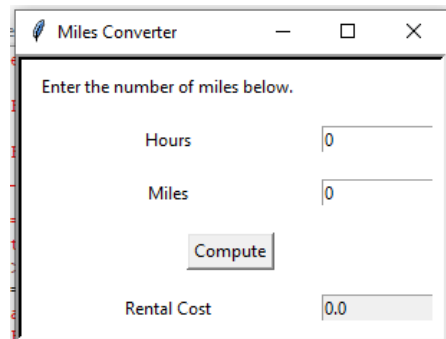 Miles Converter
Enter the number of miles below.
Hours 0
Miles 0
Compute
Rental Cost 0.0